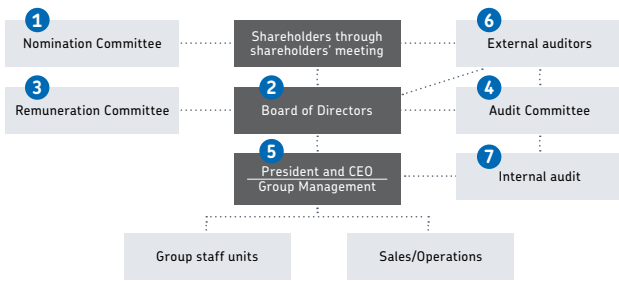 1
Nomination Committee
Shareholders through
shareholders' meeting
6
External auditors
3
Remuneration Committee
2
Board of Directors
4
Audit Committee
5
President and CEO
Group Management
7
Internal audit
Group staff units
Sales/Operations